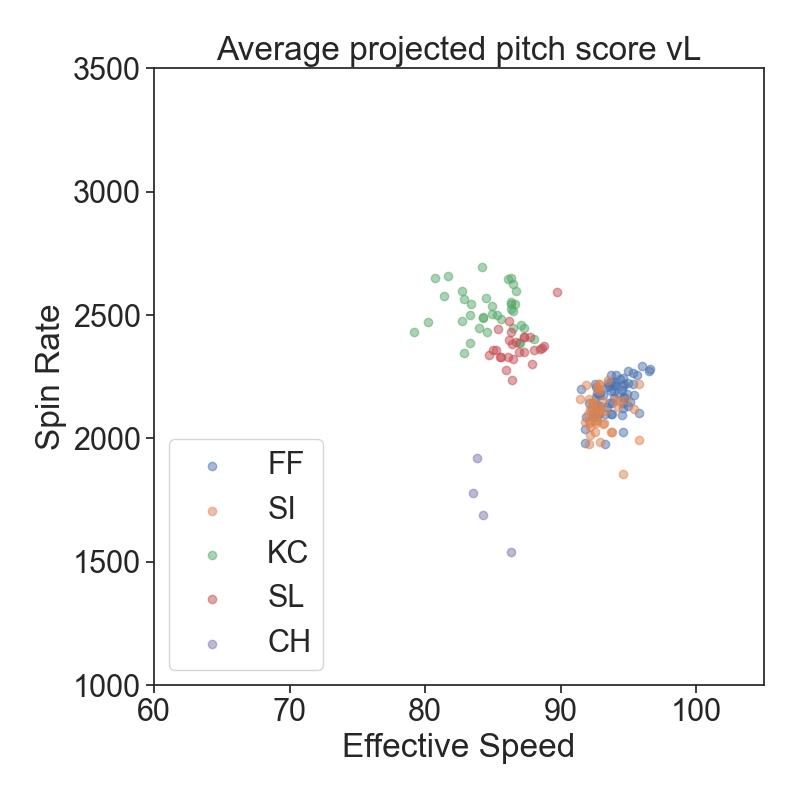 Average projected pitch score vL
3500
3000
2500
2000
1500
1000
Spin Rate
FF
SI
KC
SL
CH
60 70 80 90 100
Effective Speed